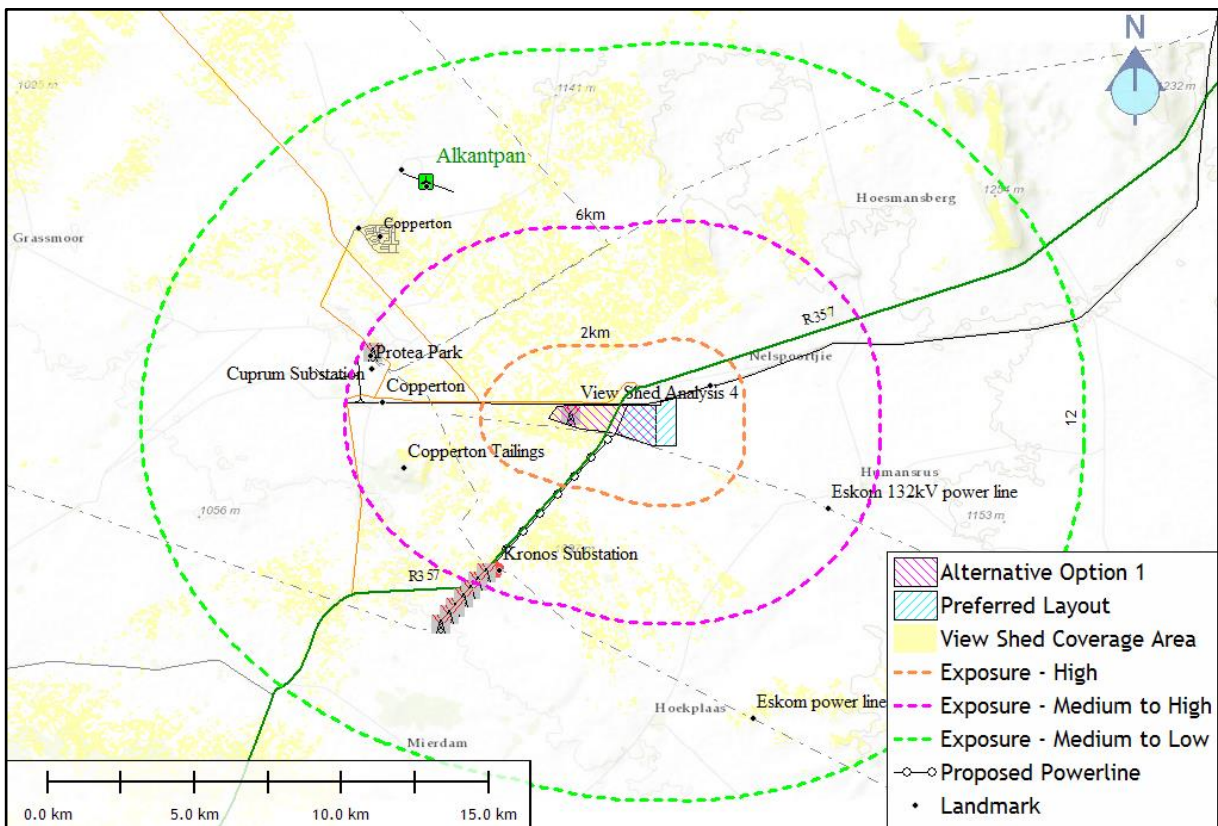 N
1025 m
1141 m
1232 m
Alkantpan
1254 m
Hoesmansberg
6km
Copperton
Grassmoor
R357
2km
Nelspoortjie
Protea Park
Cuprum Substation
Copperton
View Shed Analysis 4
12
Copperton Tailings
Humansrus
Eskom 132kV power line
1056 m
1153 m
Kronos Substation
R357
Eskom power line
Hoekplaas
Mierdam
Alternative Option 1
Preferred Layout
View Shed Coverage Area
Exposure - High
Exposure - Medium to High
Exposure - Medium to Low
Proposed Powerline
Landmark
0.0 km 5.0 km 10.0 km 15.0 km